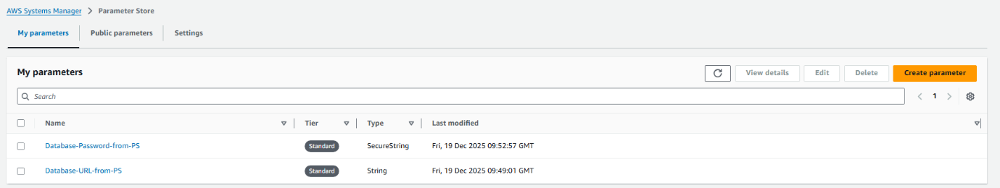 AWS Systems Manager > Parameter Store
My parameters Public parameters Settings
My parameters View details Edit Delete Create parameter
Search 1
Name Tier Type Last modified
Database-Password-from-PS Standard SecureString Fri, 19 Dec 2025 09:52:57 GMT
Database-URL-from-PS Standard String Fri, 19 Dec 2025 09:49:01 GMT